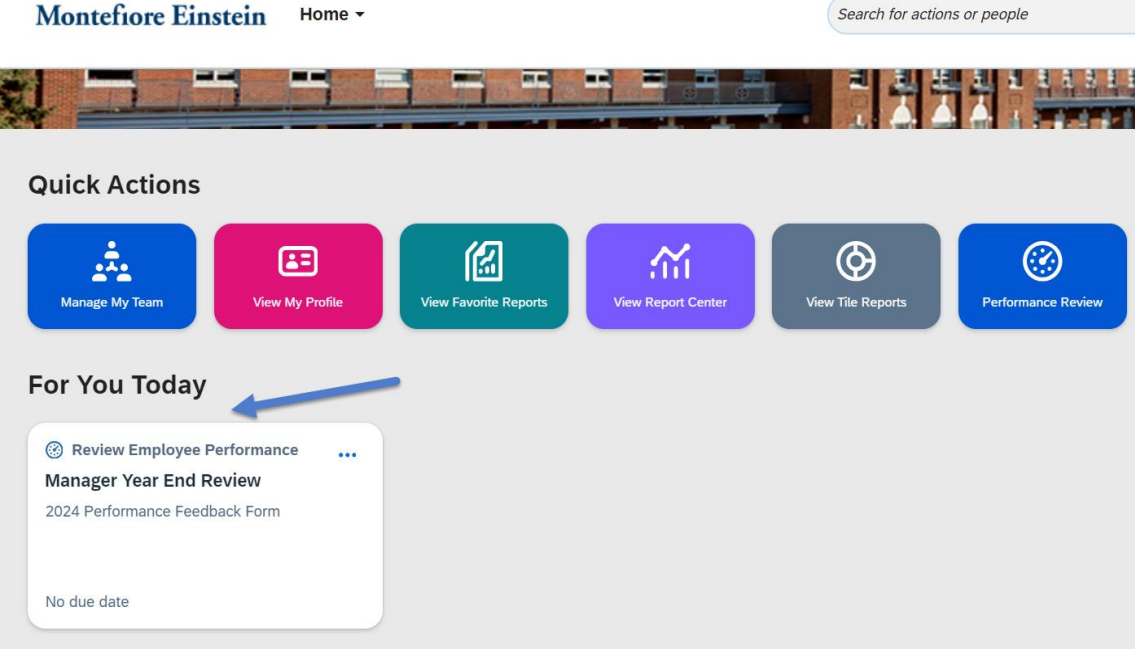 Montefiore Einstein
Home
Search for actions or people
Quick Actions
Manage My Team
View My Profile
View Favorite Reports
View Report Center
View Tile Reports
Performance Review
For You Today
Review Employee Performance
Manager Year End Review
2024 Performance Feedback Form
No due date